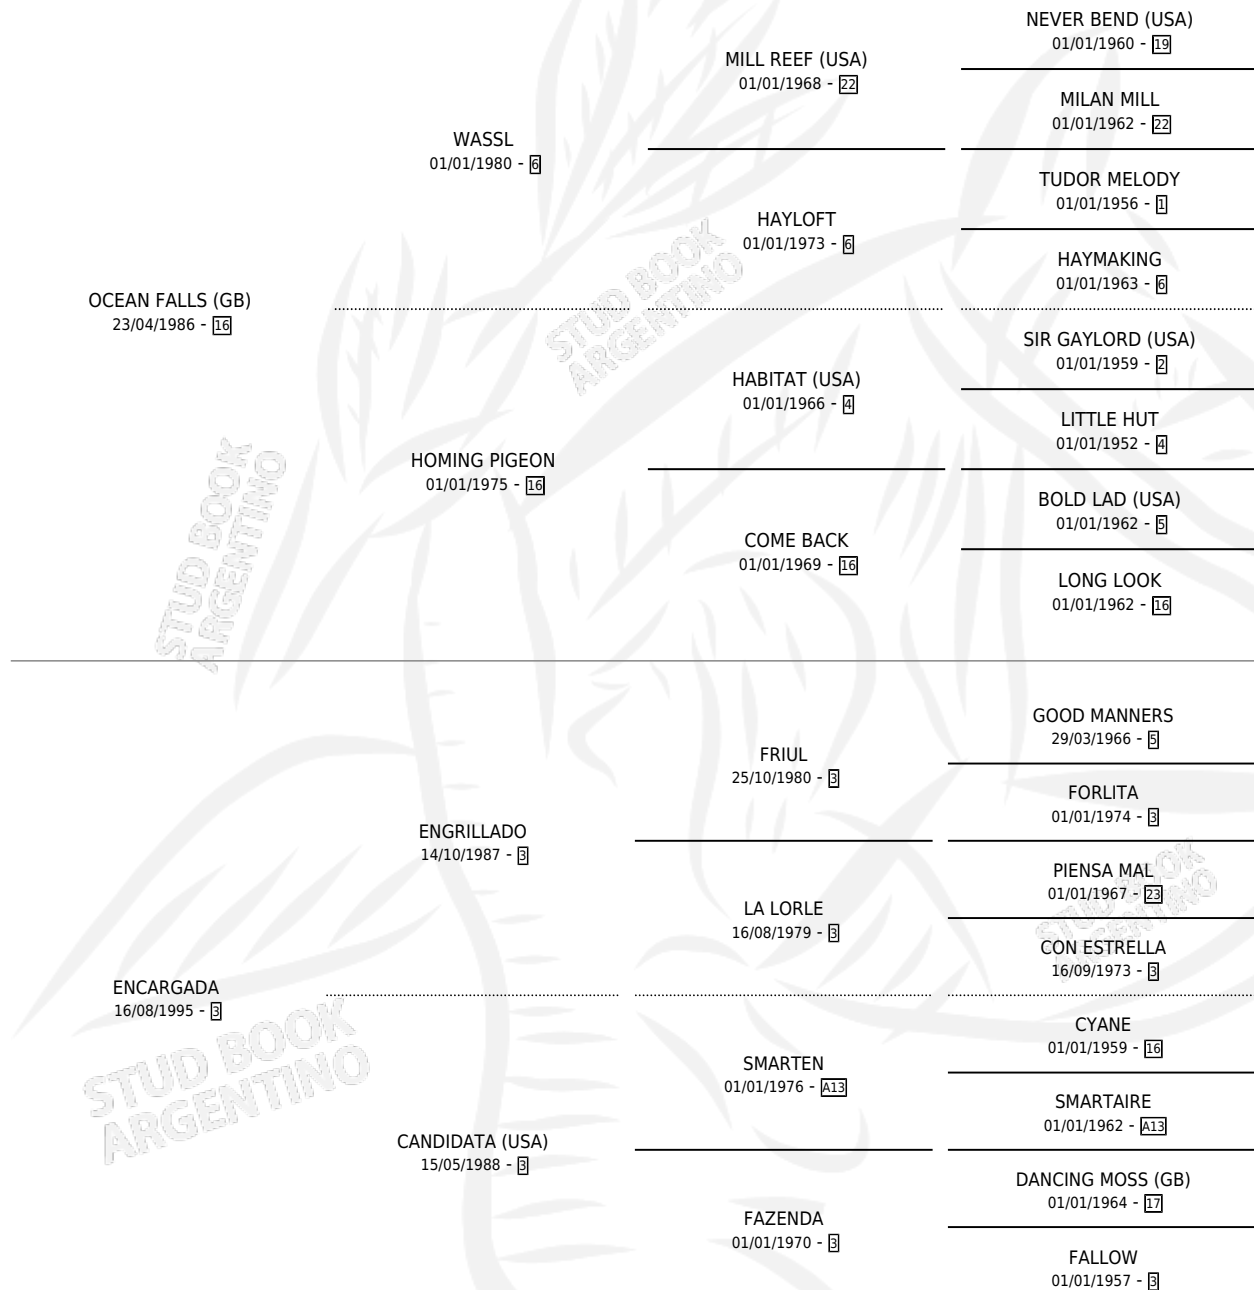 NEVER BEND (USA)
01/01/1960 - 19
MILL REEF (USA)
01/01/1968 - 22
MILAN MILL
01/01/1962 - 22
WASSL
01/01/1980 - 6
TUDOR MELODY
01/01/1956 - 1
HAYLOFT
01/01/1973 - 6
HAYMAKING
01/01/1963 - 6
OCEAN FALLS (GB)
23/04/1986 - 16
SIR GAYLORD (USA)
01/01/1959 - 2
HABITAT (USA)
01/01/1966 - 4
LITTLE HUT
01/01/1952 - 4
HOMING PIGEON
01/01/1975 - 16
BOLD LAD (USA)
01/01/1962 - 5
COME BACK
01/01/1969 - 16
LONG LOOK
01/01/1962 - 16
GOOD MANNERS
29/03/1966 - 5
FRIUL
25/10/1980 - 3
FORLITA
01/01/1974 - 3
ENGRILLADO
14/10/1987 - 3
PIENSA MAL
01/01/1967 - 23
LA LORLE
16/08/1979 - 3
CON ESTRELLA
16/09/1973 - 3
ENCARGADA
16/08/1995 - 3
CYANE
01/01/1959 - 16
SMARTEN
01/01/1976 - A13
SMARTAIRE
01/01/1962 - A13
CANDIDATA (USA)
15/05/1988 - 3
DANCING MOSS (GB)
01/01/1964 - 17
FAZENDA
01/01/1970 - 3
FALLOW
01/01/1957 - 3
STUD BOOK
ARGENTINO
STUD BOOK
ARGENTINO
STUD BOOK
ARGENTINO
STUD BOOK
ARGENTINO